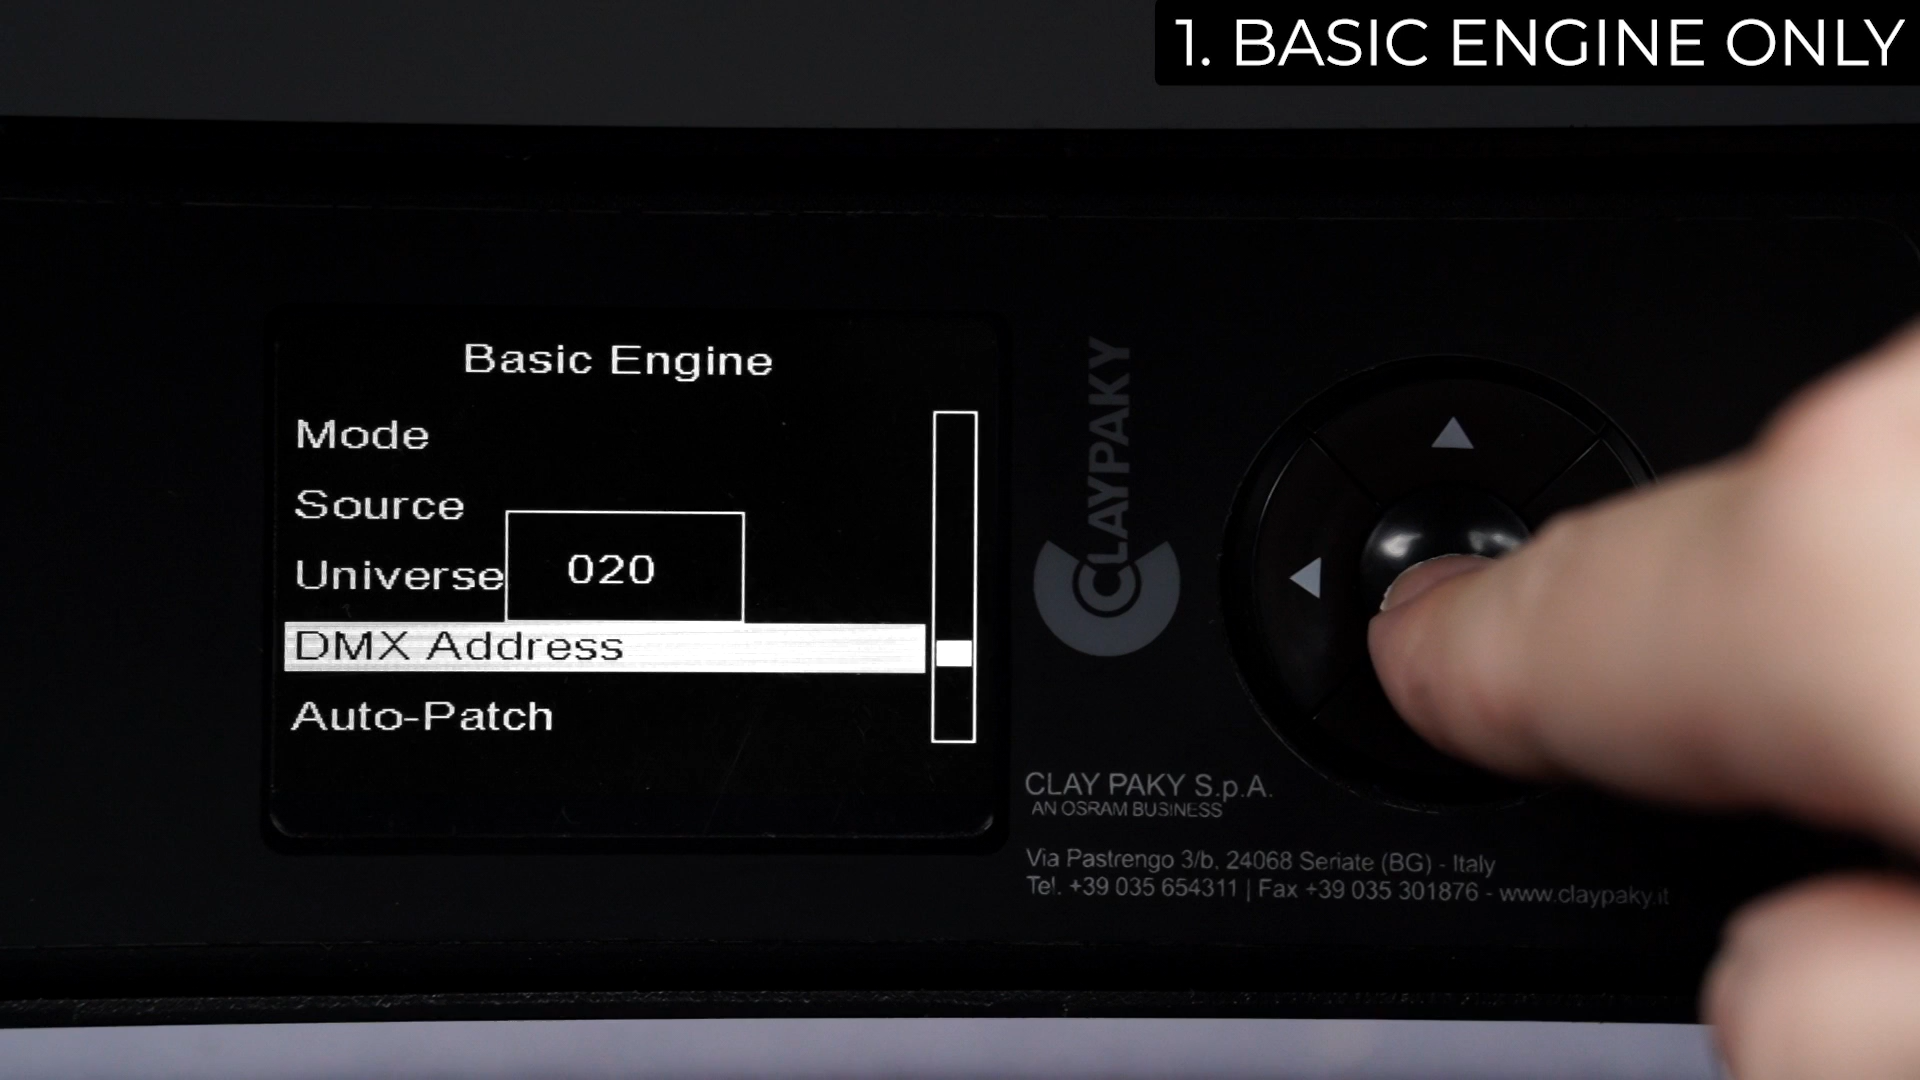 1. BASIC ENGINE ONLY
Basic Engine
Mode
Source
Universe
020
DMX Address
Auto-Patch
CLAYPAKY
CLAY PAKY S.p.A.
AN OSRAM BUSINESS
Via Pastrengo 3/b, 24068 Seriate (BG) - Italy
Tel. +39 035 654311 | Fax +39 035 301876 - www.claypaky.it